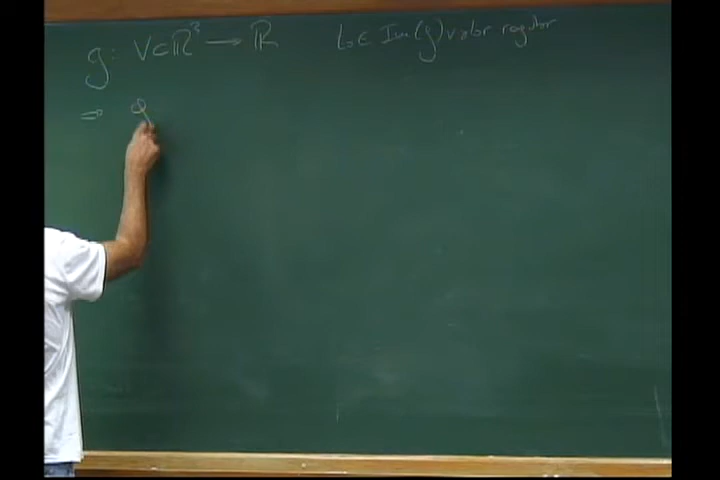 g: V ⊂ ℝ³ → ℝ b ∈ Im(g) valor regular
⇒